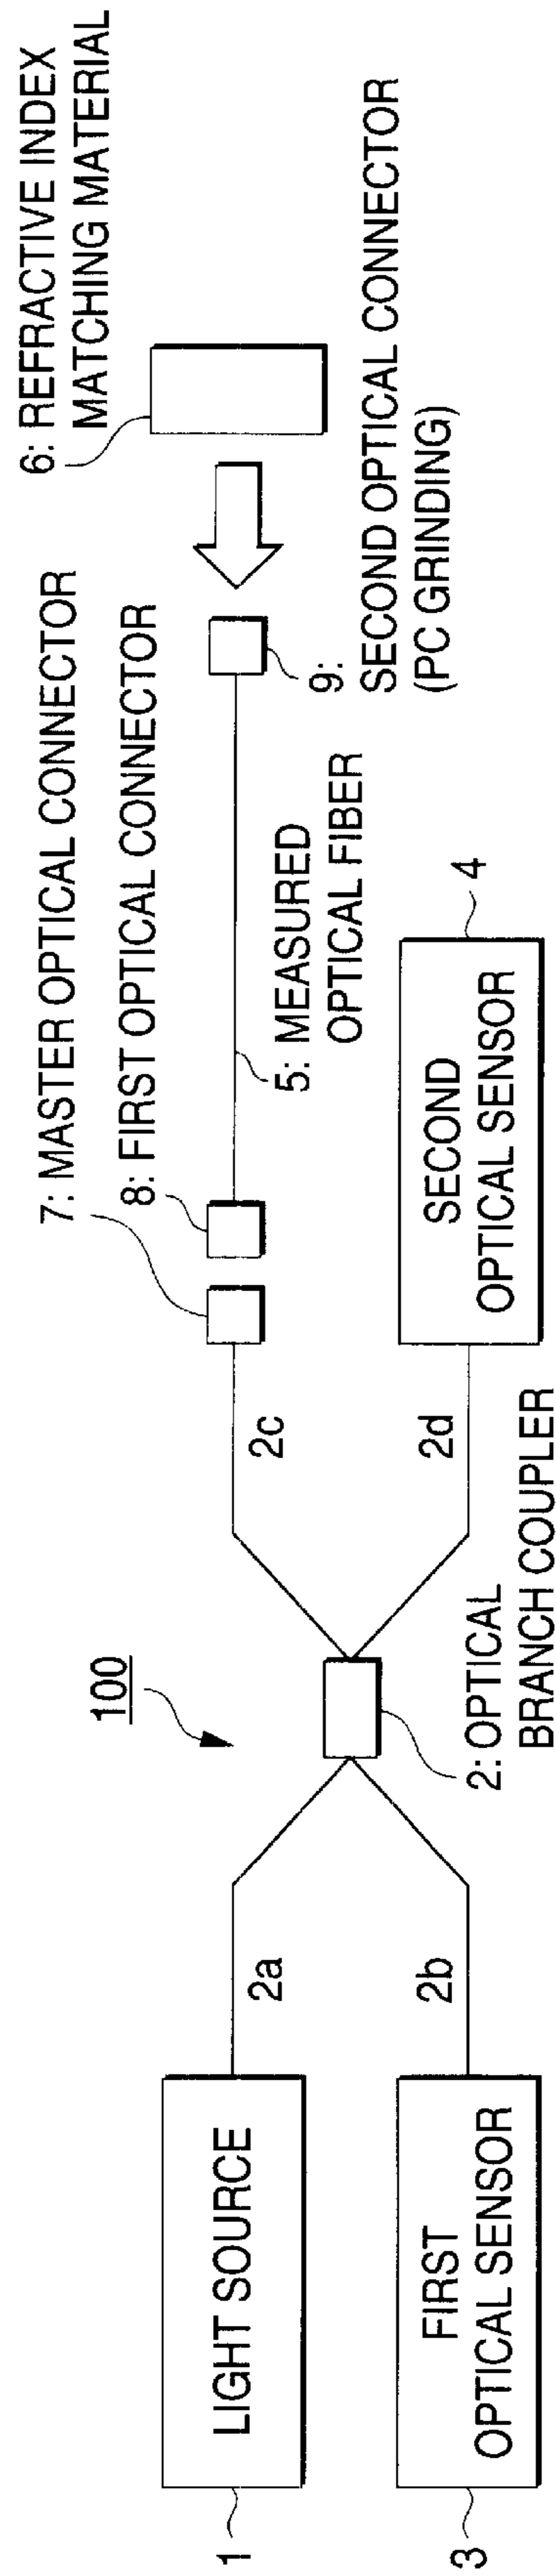 100
1
LIGHT SOURCE
2a
3
FIRST
OPTICAL SENSOR
2b
2: OPTICAL
BRANCH COUPLER
2c
2d
SECOND
OPTICAL SENSOR
4
7: MASTER OPTICAL CONNECTOR
8: FIRST OPTICAL CONNECTOR
5: MEASURED
OPTICAL FIBER
9:
SECOND OPTICAL CONNECTOR
(PC GRINDING)
6: REFRACTIVE INDEX
MATCHING MATERIAL